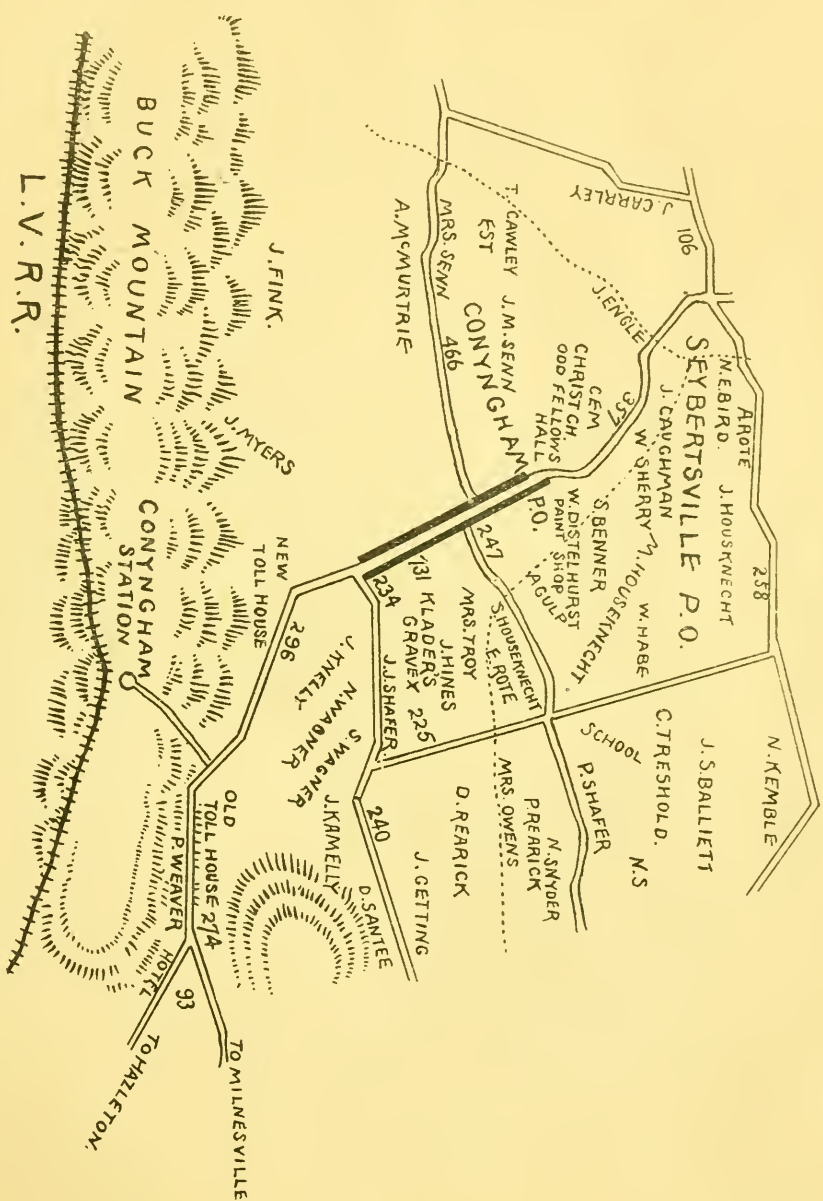 N. KEMBLE
J. S. BALLIETT
C. TRESHOLD.
N.S
SCHOOL
P. SHAFER
N. SNYDER
P. REARICK
MRS. OWENS
D. REARICK
J. GETTING
240
D. SANTEE
258
AROTE
J. HOUSKNECHT
N. E. BIRD.
SEYBERTSVILLE P.O.
J. CAUGHMAN
W. HABE
W SHERRY
HOUSEKNECHT
S. BENNER
W. DISTELHURST
PAINT SHOP
A GULP
P.O.
106
J. CARRLEY
J. ENGLE
357
CEM
CHRIST CH.
ODD FELLOWS
HALL
CONYNGHAM
J. M. SENN
T. CAWLEY
EST
MRS. SENN
466
A. MCMURTRIE
247
S. HOUSEKNECHT
E. ROTE
MRS. TROY
J. HINES
KLADER'S
GRAVE X
225
731
234
J. J. SHAFER
J. KNELLY
N. WAGNER
S. WAGNER
J. KAMELLY
296
NEW
TOLL HOUSE
OLD
TOLL HOUSE 274
P. WEAVER
HOTEL
93
TO MILNESVILLE
TO HAZLETON.
J. FINK.
J. MYERS
BUCK MOUNTAIN
CONYNGHAM
STATION
L.V.R.R.